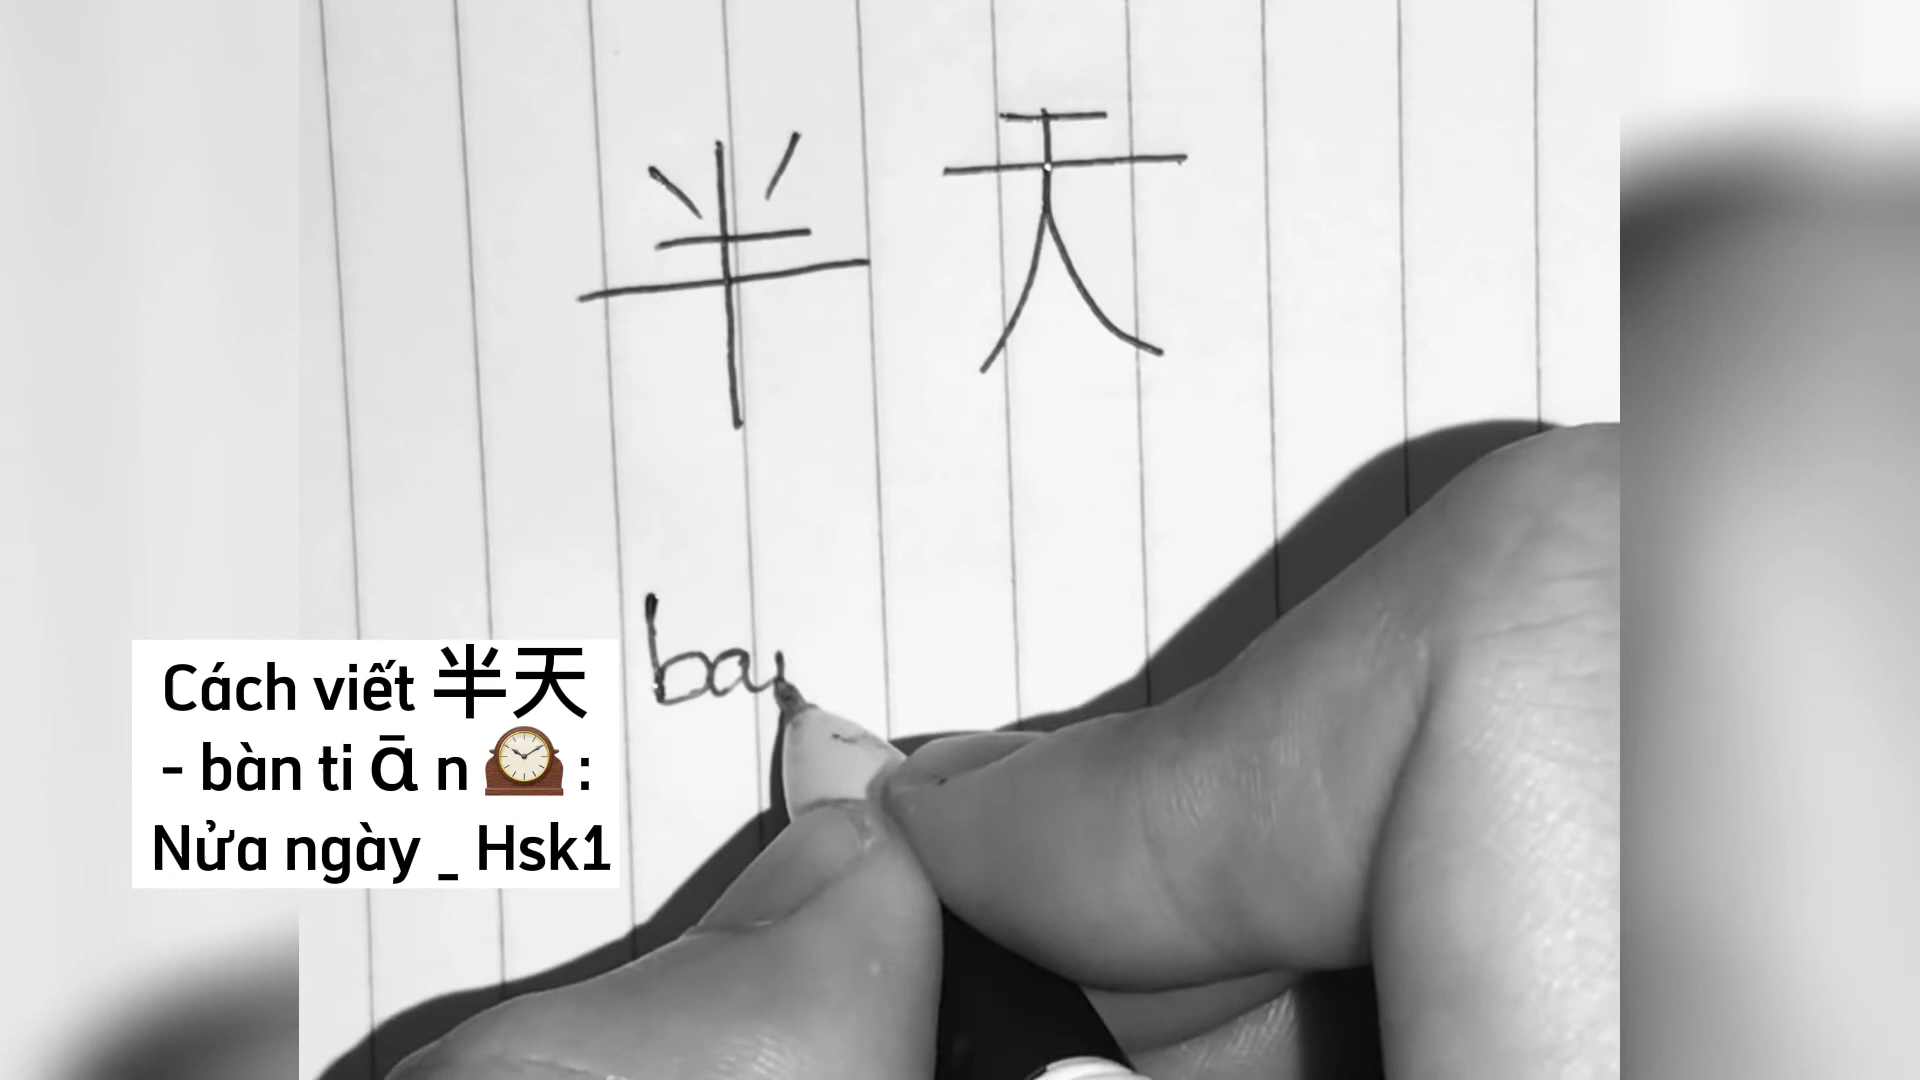 半天
ba
Cách viết 半天
- bàn ti ɑ̄ n 🕰 :
Nửa ngày _ Hsk1